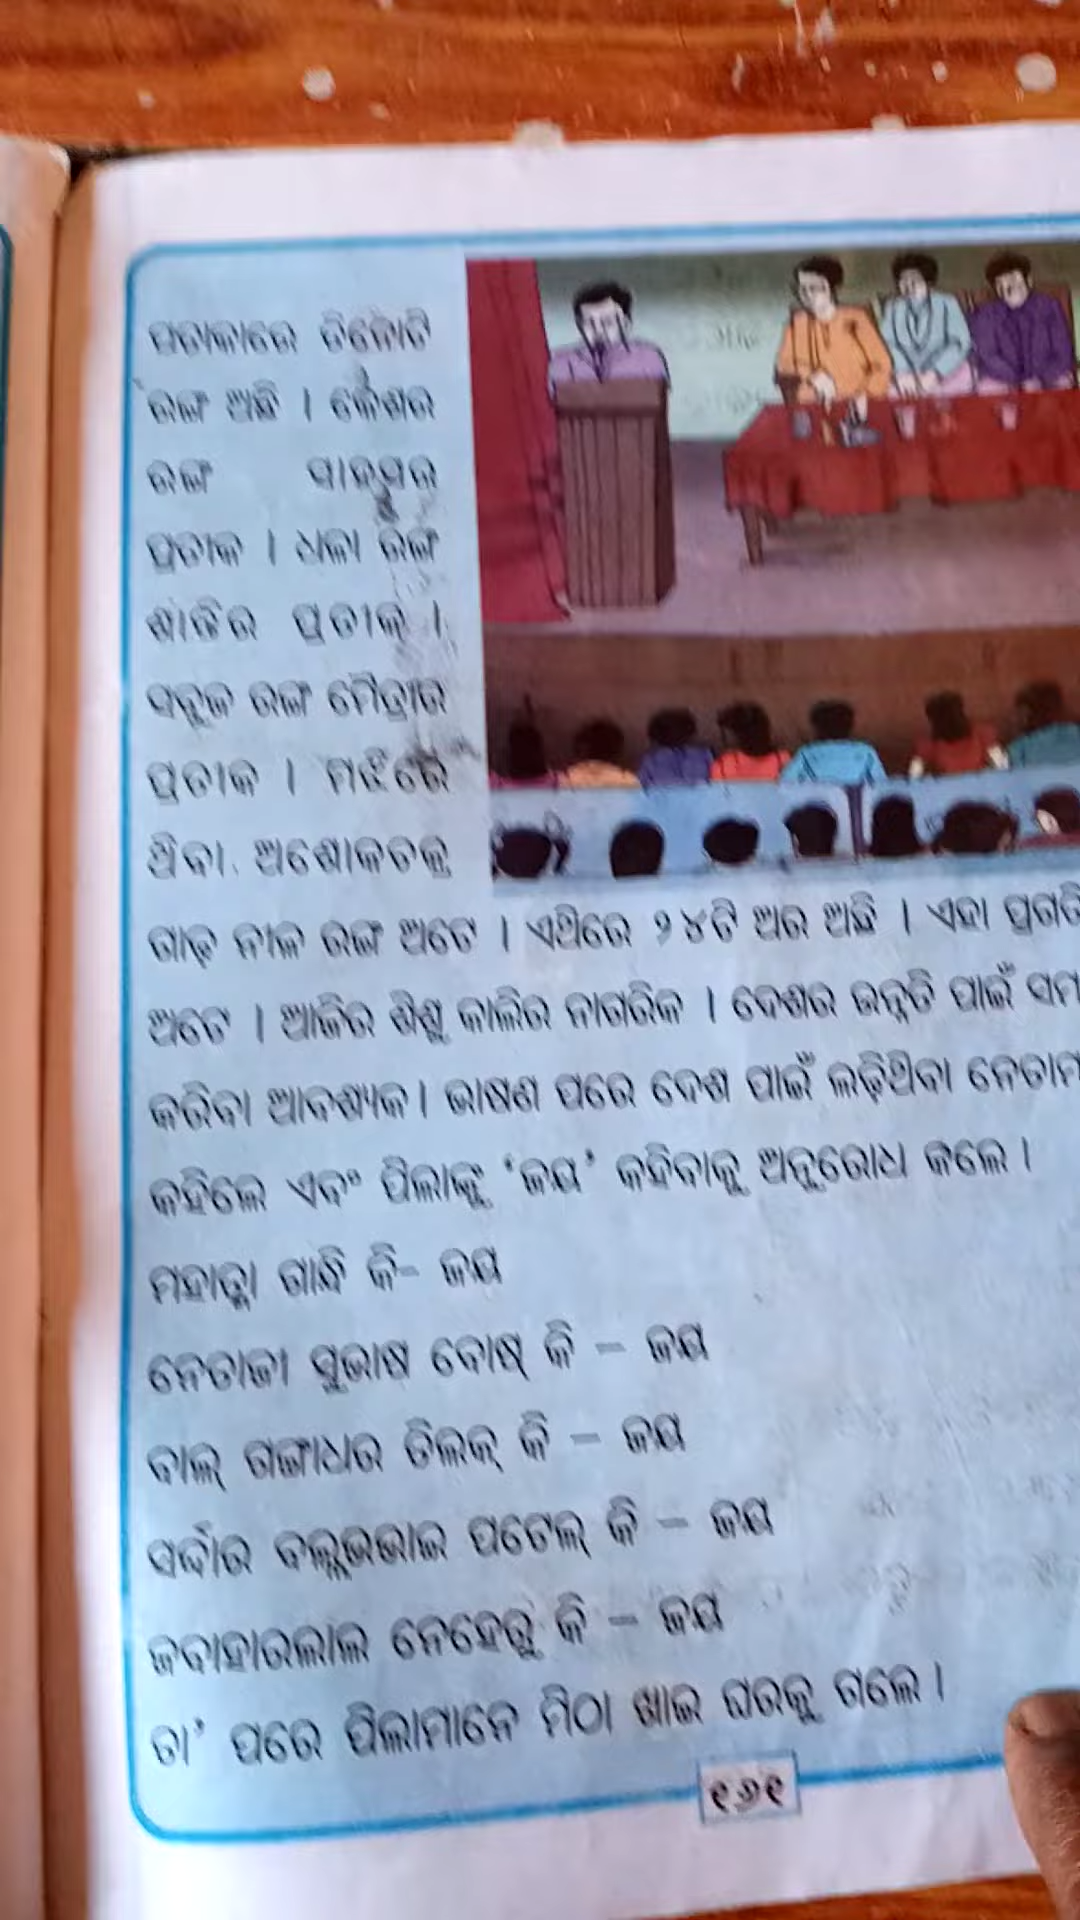 ପତାକାରେ ତିନୋଟି
ରଙ୍ଗ ଅଛି । କୈଶର
ରଙ୍ଗ ସାହସର
ପ୍ରତୀକ । ଧଳା ରଙ୍ଗ
ଶାନ୍ତିର ପ୍ରତୀକ ।
ସବୁଜ ରଙ୍ଗ ମୈତ୍ରୀର
ପ୍ରତୀକ । ମଝିରେ
ଥିବା ଅଶୋକଚକ୍ର
ଗାଢ଼ ନୀଳ ରଙ୍ଗ ଅଟେ । ଏଥିରେ ୨୪ଟି ଅର ଅଛି । ଏହା
ଅଟେ । ଆଜିର ଶିଶୁ କାଲିର ନାଗରିକ । ଦେଶର ଉନ୍ନତି ପାଇଁ
କରିବା ଆବଶ୍ୟକ। ଭାଷଣ ପରେ ଦେଶ ପାଇଁ ଲଢ଼ିଥିବା
କହିଲେ ଏବଂ ପିଲାଙ୍କୁ ‘ଜୟ’ କହିବାକୁ ଅନୁରୋଧ କଲେ ।
ମହାତ୍ମା ଗାନ୍ଧି କି- ଜୟ
ନେତାଜୀ ସୁଭାଷ ବୋଷ୍ କି – ଜୟ
ବାଲ୍ ଗଙ୍ଗାଧର ତିଲକ୍ କି – ଜୟ
ସର୍ଦ୍ଦାର ବଲ୍ଲଭଭାଇ ପଟେଲ୍ କି – ଜୟ
ଜବାହାରଲାଲ ନେହେରୁ କି – ଜୟ
ତା’ ପରେ ପିଲାମାନେ ମିଠା ଖାଇ ଘରକୁ ଗଲେ ।
୧୬୧